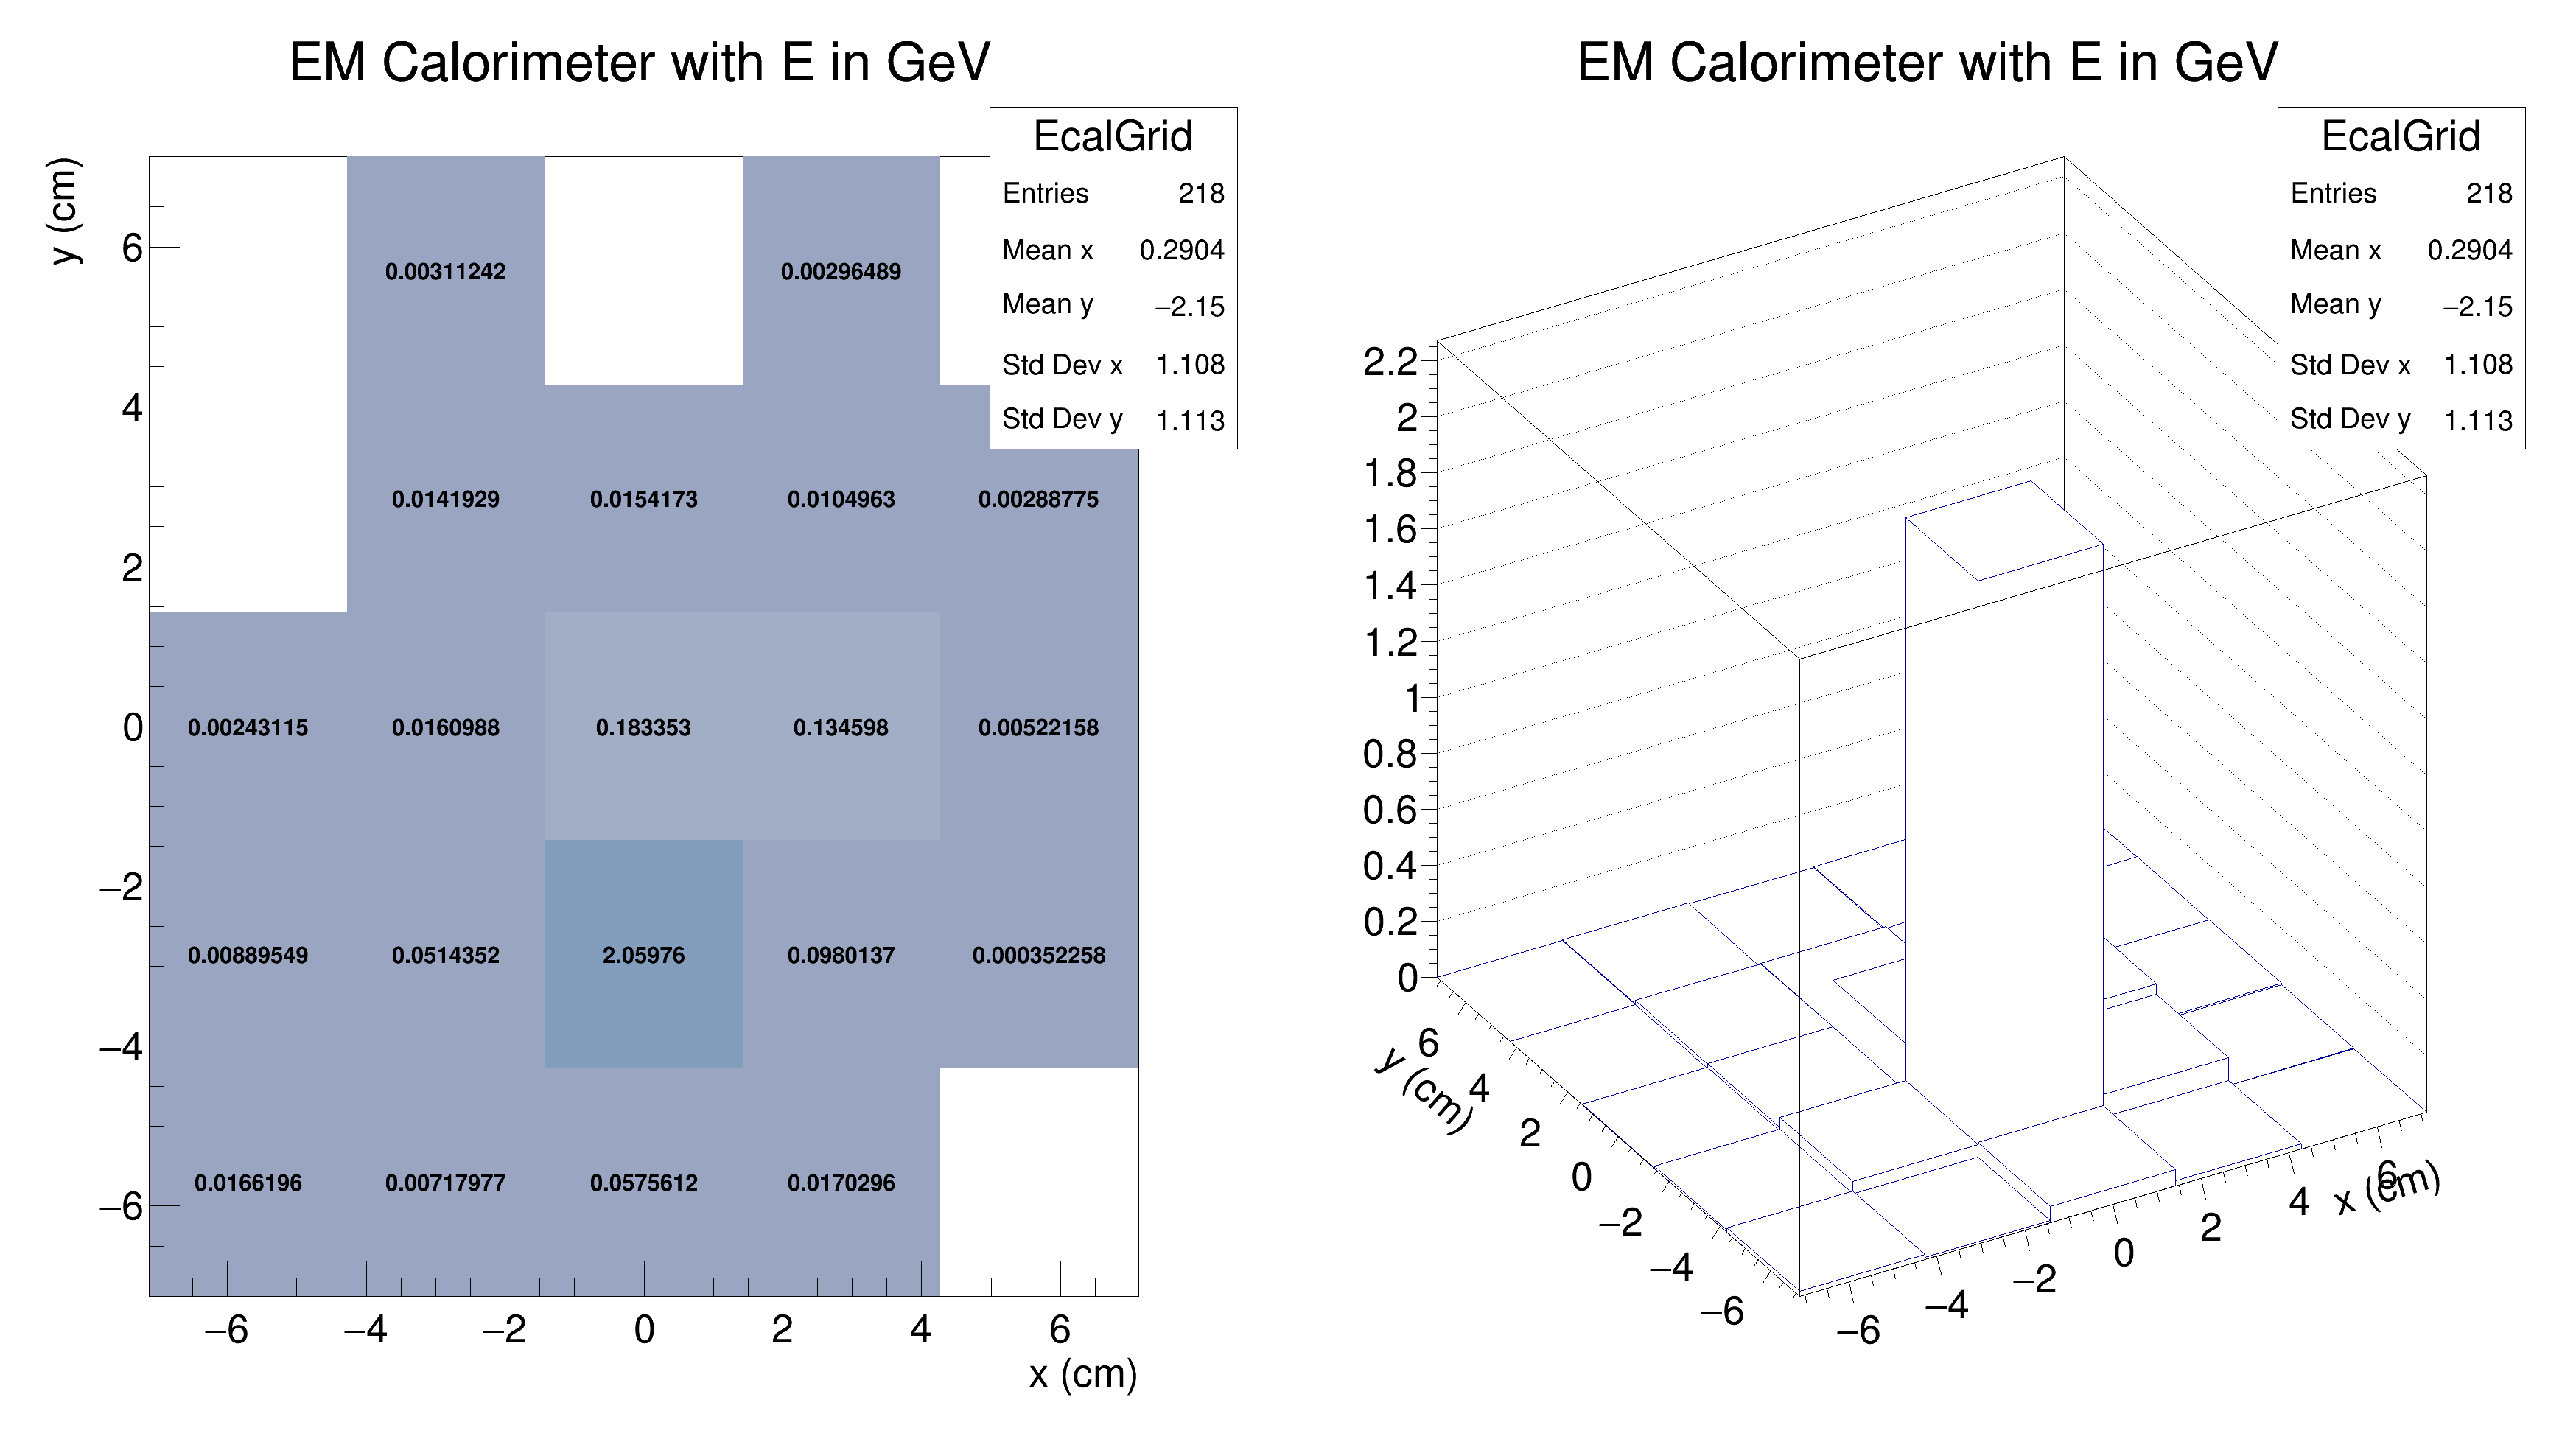 EM Calorimeter with E in GeV
EcalGrid
Entries 218
Mean x 0.2904
Mean y −2.15
Std Dev x 1.108
Std Dev y 1.113
y (cm)
6
4
2
0
−2
−4
−6
0.00311242 0.00296489
0.0141929 0.0154173 0.0104963 0.00288775
0.00243115 0.0160988 0.183353 0.134598 0.00522158
0.00889549 0.0514352 2.05976 0.0980137 0.000352258
0.0166196 0.00717977 0.0575612 0.0170296
−6 −4 −2 0 2 4 6
x (cm)
EM Calorimeter with E in GeV
EcalGrid
Entries 218
Mean x 0.2904
Mean y −2.15
Std Dev x 1.108
Std Dev y 1.113
2.2
2
1.8
1.6
1.4
1.2
1
0.8
0.6
0.4
0.2
0
y (cm)
6
4
2
0
−2
−4
−6
−6
−4
−2
0
2
4
6
x (cm)